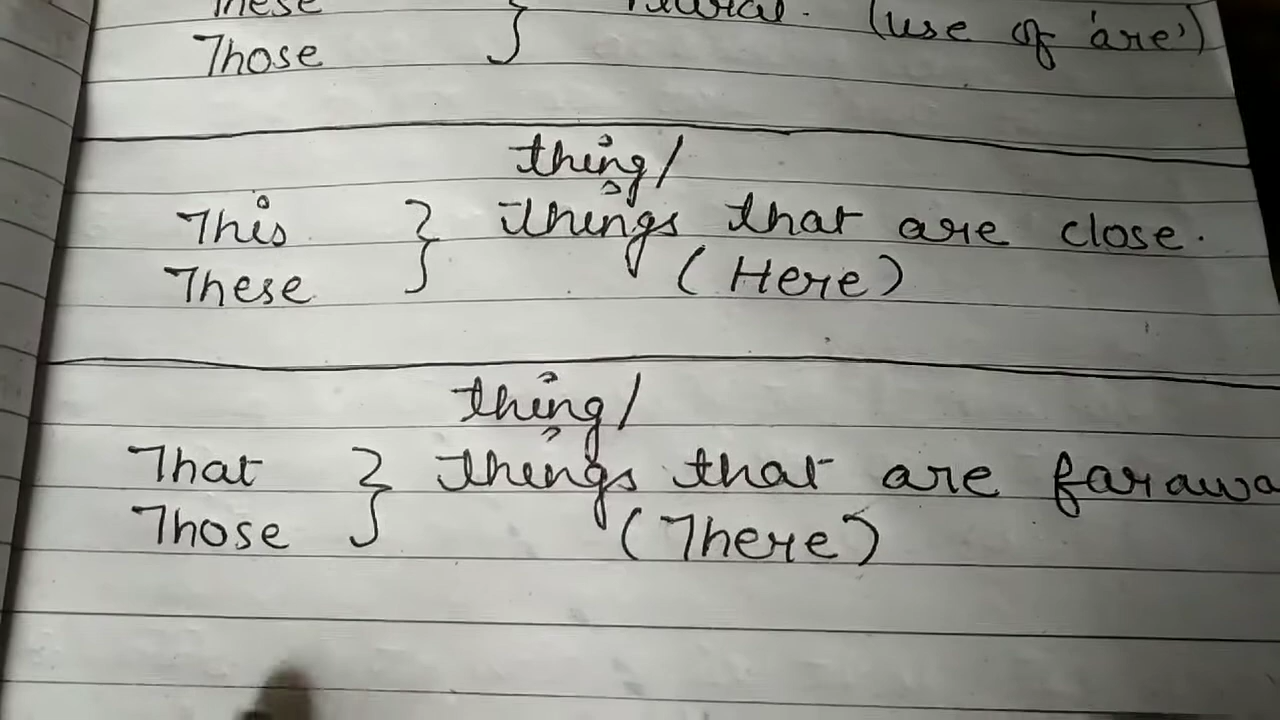 These
Those } Plural. (use of 'are')
thing/
This } things that are close.
These (Here)
thing/
That } things that are farawa
Those (There)